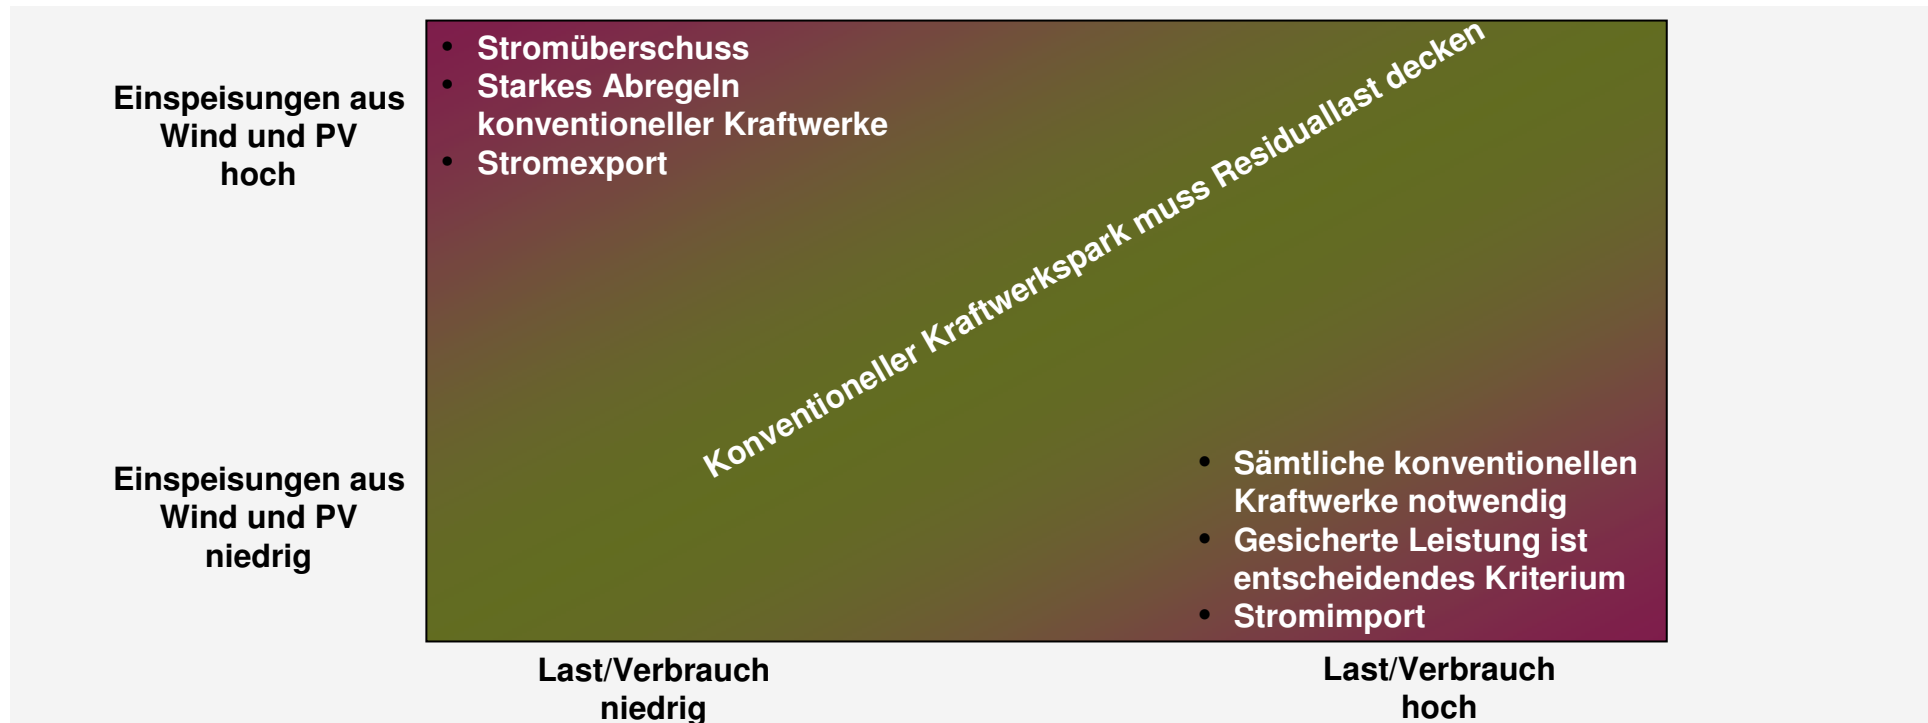 Einspeisungen aus
Wind und PV
hoch
• Stromüberschuss
• Starkes Abregeln
konventioneller Kraftwerke
• Stromexport
Konventioneller Kraftwerkspark muss Residuallast decken
Einspeisungen aus
Wind und PV
niedrig
• Sämtliche konventionellen
Kraftwerke notwendig
• Gesicherte Leistung ist
entscheidendes Kriterium
• Stromimport
Last/Verbrauch
niedrig
Last/Verbrauch
hoch